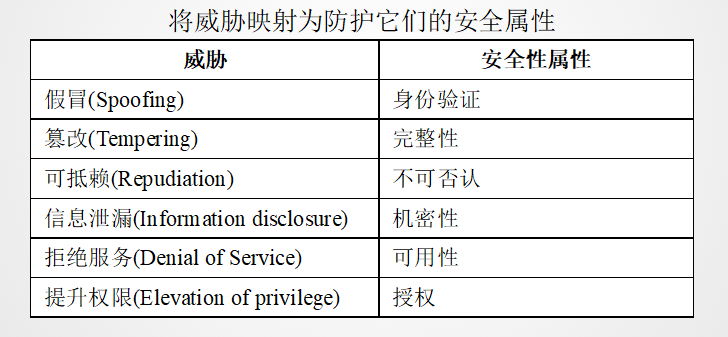 将威胁映射为防护它们的安全属性
威胁 安全性属性
假冒(Spoofing) 身份验证
篡改(Tempering) 完整性
可抵赖(Repudiation) 不可否认
信息泄漏(Information disclosure) 机密性
拒绝服务(Denial of Service) 可用性
提升权限(Elevation of privilege) 授权